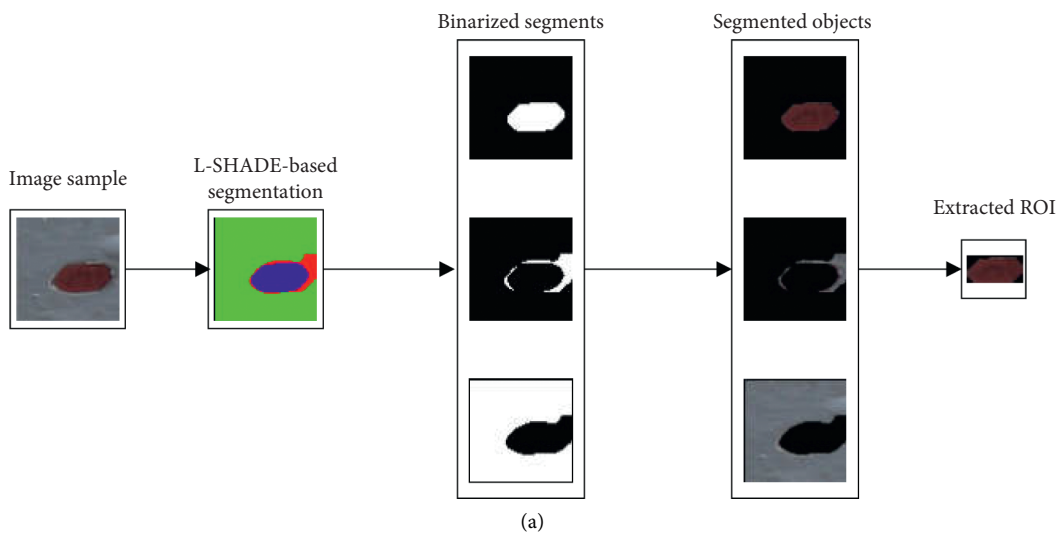 Image sample
L-SHADE-based
segmentation
Binarized segments
Segmented objects
Extracted ROI
(a)